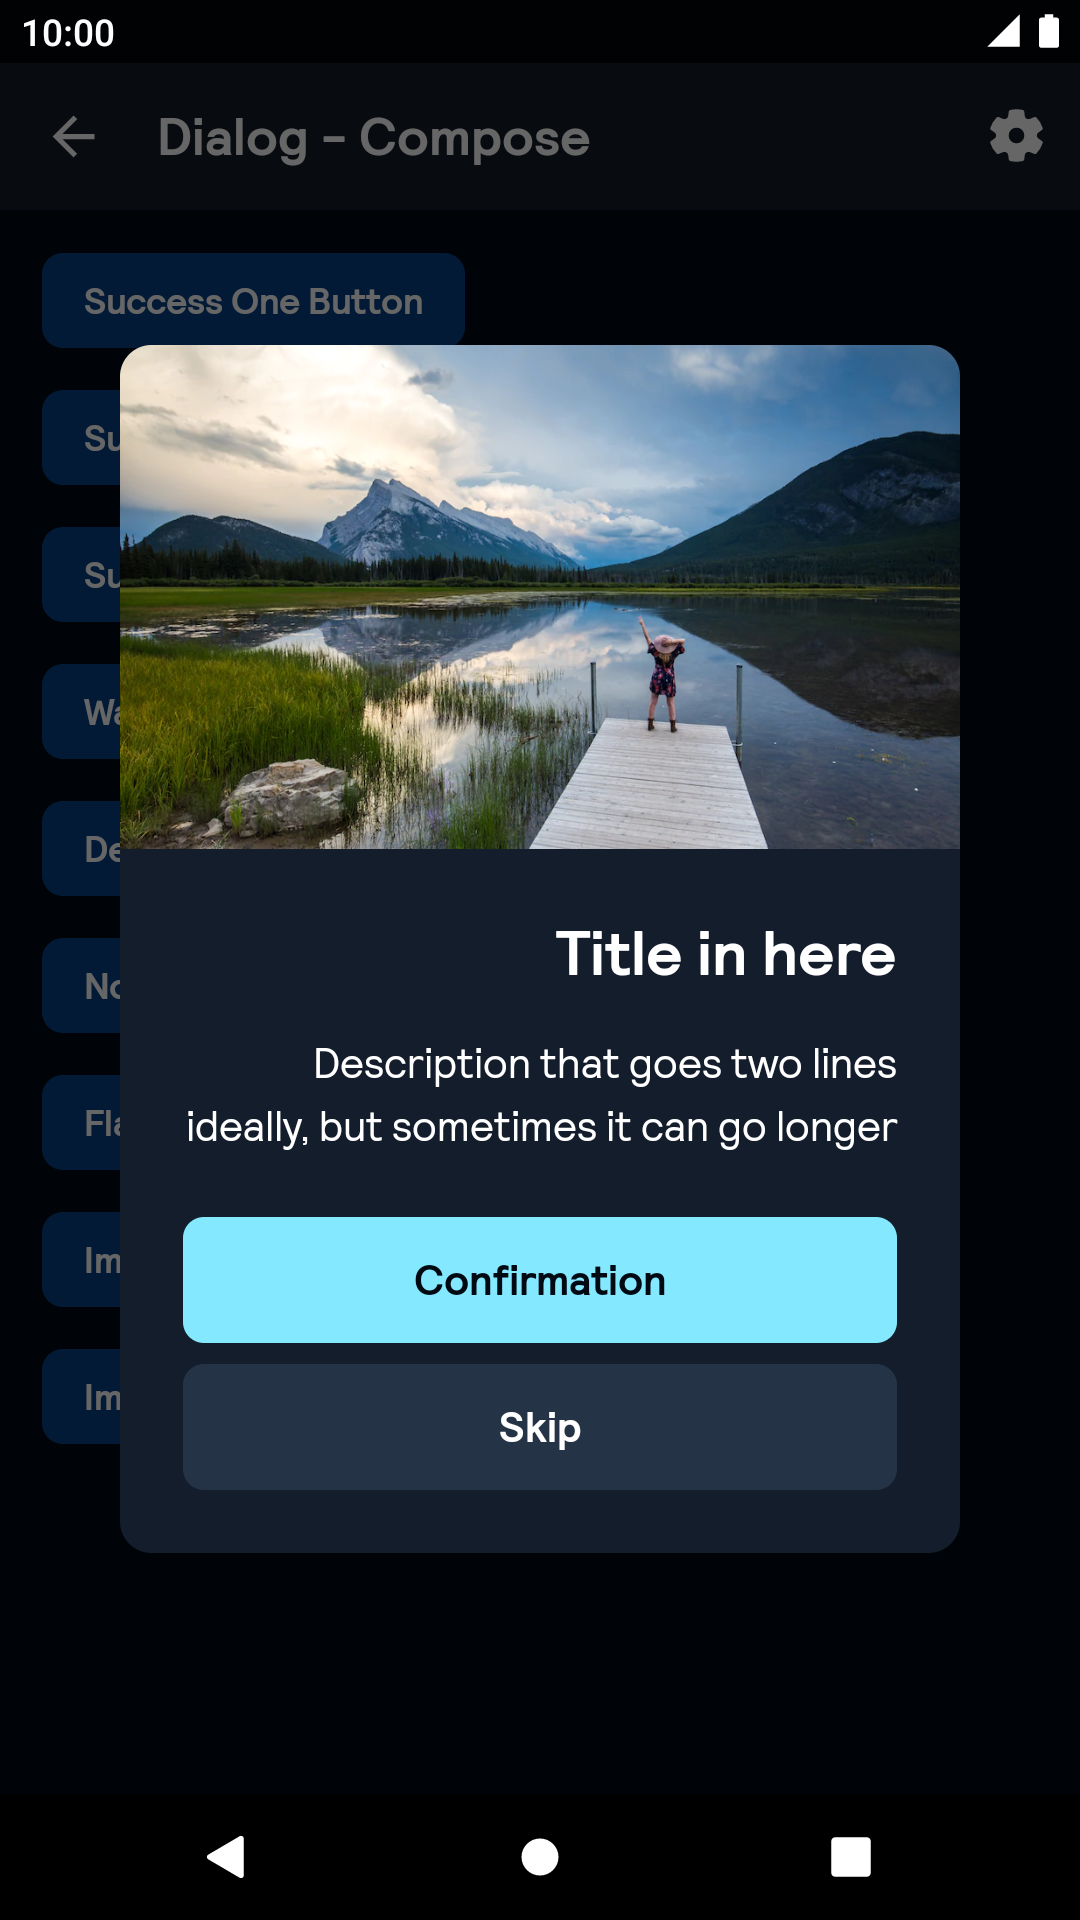 10:00
Dialog - Compose
Success One Button
Su
Su
Wa
De
No
Fla
Im
Im
Title in here
Description that goes two lines
ideally, but sometimes it can go longer
Confirmation
Skip